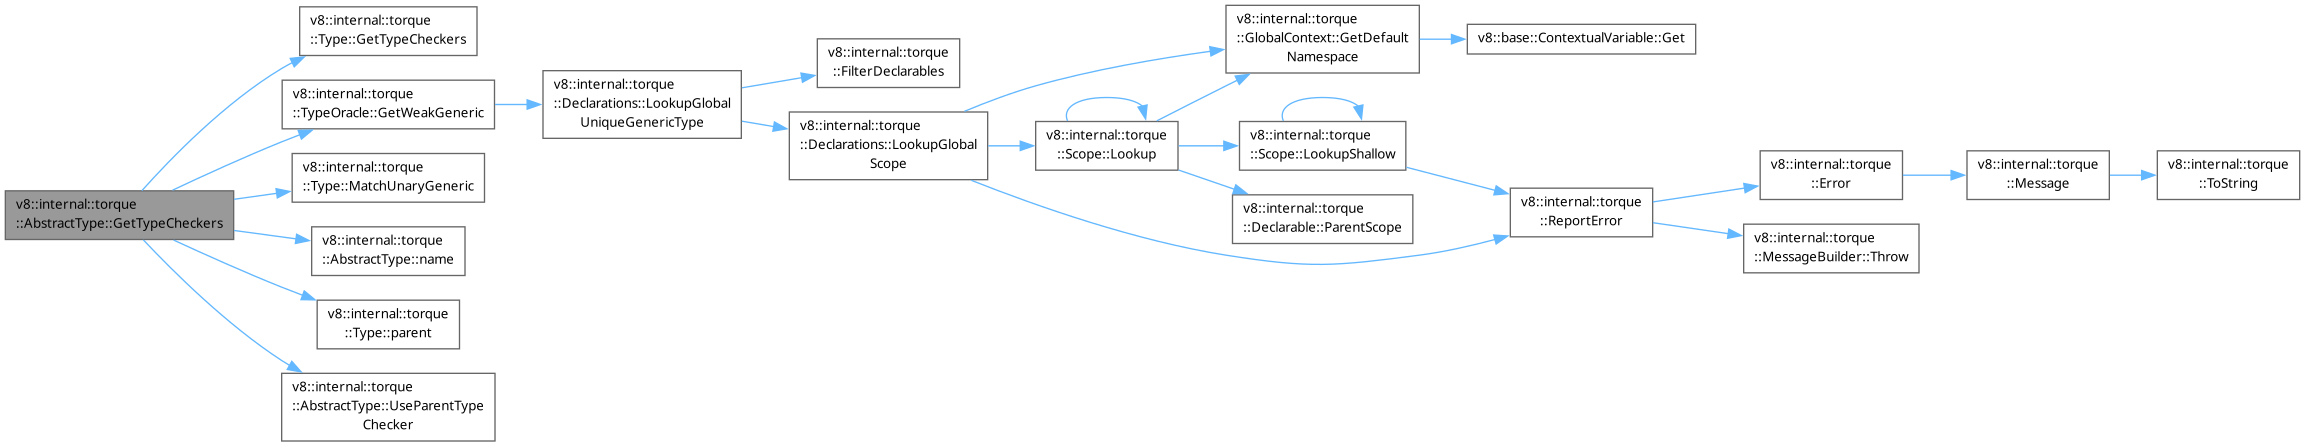 v8::internal::torque
::AbstractType::GetTypeCheckers
v8::internal::torque
::Type::GetTypeCheckers
v8::internal::torque
::TypeOracle::GetWeakGeneric
v8::internal::torque
::Type::MatchUnaryGeneric
v8::internal::torque
::AbstractType::name
v8::internal::torque
::Type::parent
v8::internal::torque
::AbstractType::UseParentType
Checker
v8::internal::torque
::Declarations::LookupGlobal
UniqueGenericType
v8::internal::torque
::FilterDeclarables
v8::internal::torque
::Declarations::LookupGlobal
Scope
v8::internal::torque
::Scope::Lookup
v8::internal::torque
::GlobalContext::GetDefault
Namespace
v8::internal::torque
::Scope::LookupShallow
v8::internal::torque
::Declarable::ParentScope
v8::base::ContextualVariable::Get
v8::internal::torque
::ReportError
v8::internal::torque
::Error
v8::internal::torque
::MessageBuilder::Throw
v8::internal::torque
::Message
v8::internal::torque
::ToString